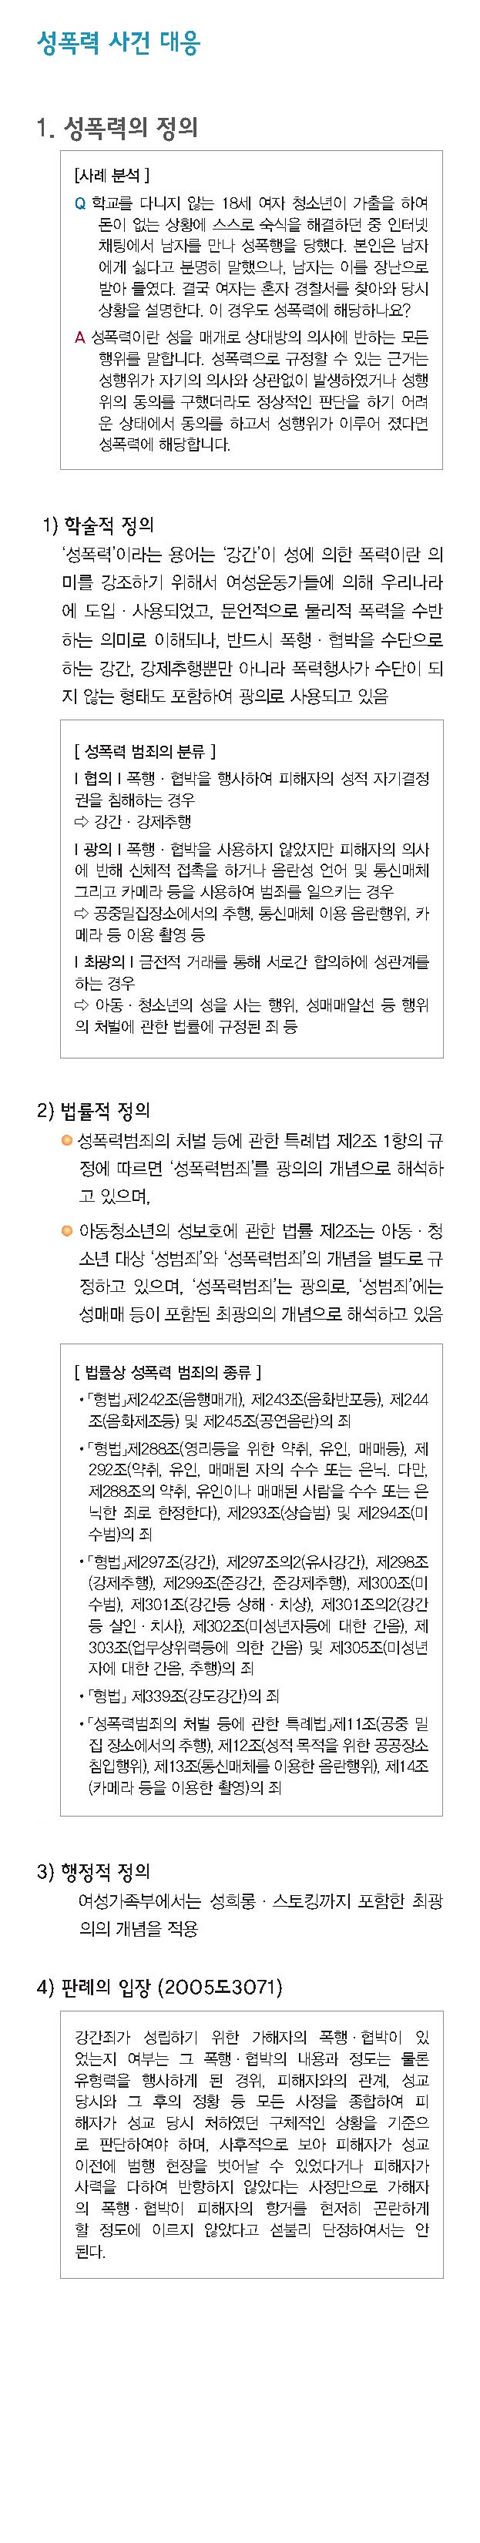 성폭력 사건 대응
1. 성폭력의 정의
[사례 분석 ]
Q 학교를 다니지 않는 18세 여자 청소년이 가출을 하여
돈이 없는 상황에 스스로 숙식을 해결하던 중 인터넷
채팅에서 남자를 만나 성폭행을 당했다. 본인은 남자
에게 싫다고 분명히 말했으나, 남자는 이를 장난으로
받아 들였다. 결국 여자는 혼자 경찰서를 찾아와 당시
상황을 설명한다. 이 경우도 성폭력에 해당하나요?
A 성폭력이란 성을 매개로 상대방의 의사에 반하는 모든
행위를 말합니다. 성폭력으로 규정할 수 있는 근거는
성행위가 자기의 의사와 상관없이 발생하였거나 성행
위의 동의를 구했더라도 정상적인 판단을 하기 어려
운 상태에서 동의를 하고서 성행위가 이루어 졌다면
성폭력에 해당합니다.
1) 학술적 정의
‘성폭력’이라는 용어는 ‘강간’이 성에 의한 폭력이란 의
미를 강조하기 위해서 여성운동가들에 의해 우리나라
에 도입 · 사용되었고, 문언적으로 물리적 폭력을 수반
하는 의미로 이해되나, 반드시 폭행 · 협박을 수단으로
하는 강간, 강제추행뿐만 아니라 폭력행사가 수단이 되
지 않는 형태도 포함하여 광의로 사용되고 있음
[ 성폭력 범죄의 분류 ]
| 협의 | 폭행 · 협박을 행사하여 피해자의 성적 자기결정
권을 침해하는 경우
⇨ 강간 · 강제추행
| 광의 | 폭행 · 협박을 사용하지 않았지만 피해자의 의사
에 반해 신체적 접촉을 하거나 음란성 언어 및 통신매체
그리고 카메라 등을 사용하여 범죄를 일으키는 경우
⇨ 공중밀집장소에서의 추행, 통신매체 이용 음란행위, 카
메라 등 이용 촬영 등
| 최광의 | 금전적 거래를 통해 서로간 합의하에 성관계를
하는 경우
⇨ 아동 · 청소년의 성을 사는 행위, 성매매알선 등 행위
의 처벌에 관한 법률에 규정된 죄 등
2) 법률적 정의
성폭력범죄의 처벌 등에 관한 특례법 제2조 1항의 규
정에 따르면 ‘성폭력범죄’를 광의의 개념으로 해석하
고 있으며,
아동청소년의 성보호에 관한 법률 제2조는 아동 · 청
소년 대상 ‘성범죄’와 ‘성폭력범죄’의 개념을 별도로 규
정하고 있으며, ‘성폭력범죄’는 광의로, ‘성범죄’에는
성매매 등이 포함된 최광의의 개념으로 해석하고 있음
[ 법률상 성폭력 범죄의 종류 ]
•「형법」제242조(음행매개), 제243조(음화반포등), 제244
조(음화제조등) 및 제245조(공연음란)의 죄
•「형법」제288조(영리등을 위한 약취, 유인, 매매등), 제
292조(약취, 유인, 매매된 자의 수수 또는 은닉. 다만,
제288조의 약취, 유인이나 매매된 사람을 수수 또는 은
닉한 죄로 한정한다), 제293조(상습범) 및 제294조(미
수범)의 죄
•「형법」제297조(강간), 제297조의2(유사강간), 제298조
(강제추행), 제299조(준강간, 준강제추행), 제300조(미
수범), 제301조(강간등 상해 · 치상), 제301조의2(강간
등 살인 · 치사), 제302조(미성년자등에 대한 간음), 제
303조(업무상위력등에 의한 간음) 및 제305조(미성년
자에 대한 간음, 추행)의 죄
•「형법」 제339조(강도강간)의 죄
•「성폭력범죄의 처벌 등에 관한 특례법」제11조(공중 밀
집 장소에서의 추행), 제12조(성적 목적을 위한 공공장소
침입행위), 제13조(통신매체를 이용한 음란행위), 제14조
(카메라 등을 이용한 촬영)의 죄
3) 행정적 정의
여성가족부에서는 성희롱 · 스토킹까지 포함한 최광
의의 개념을 적용
4) 판례의 입장 (2005도3071)
강간죄가 성립하기 위한 가해자의 폭행 · 협박이 있
었는지 여부는 그 폭행 · 협박의 내용과 정도는 물론
유형력을 행사하게 된 경위, 피해자와의 관계, 성교
당시와 그 후의 정황 등 모든 사정을 종합하여 피
해자가 성교 당시 처하였던 구체적인 상황을 기준으
로 판단하여야 하며, 사후적으로 보아 피해자가 성교
이전에 범행 현장을 벗어날 수 있었다거나 피해자가
사력을 다하여 반항하지 않았다는 사정만으로 가해자
의 폭행 · 협박이 피해자의 항거를 현저히 곤란하게
할 정도에 이르지 않았다고 섣불리 단정하여서는 안
된다.